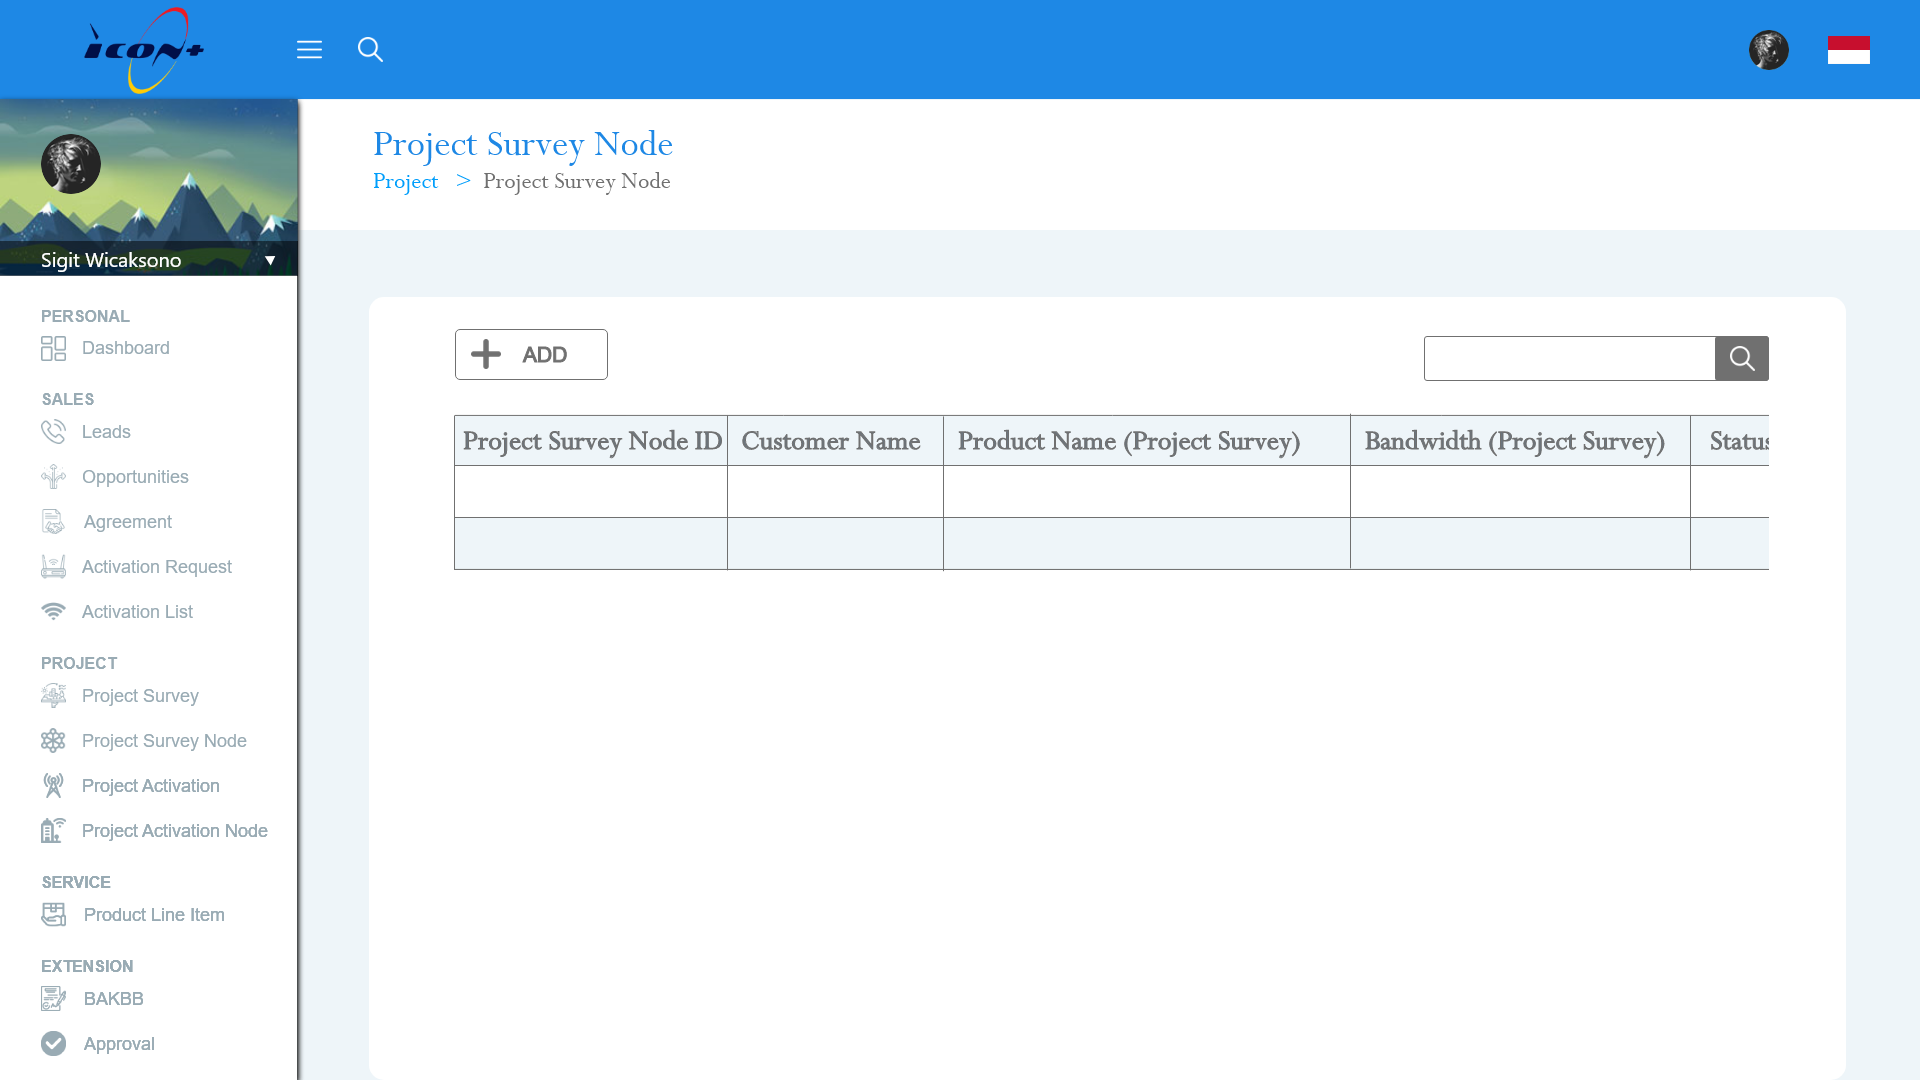 icon+
Project Survey Node
Project > Project Survey Node
Sigit Wicaksono
PERSONAL
Dashboard
SALES
Leads
Opportunities
Agreement
Activation Request
Activation List
PROJECT
Project Survey
Project Survey Node
Project Activation
Project Activation Node
SERVICE
Product Line Item
EXTENSION
BAKBB
Approval
ADD
Project Survey Node ID Customer Name Product Name (Project Survey) Bandwidth (Project Survey) Status